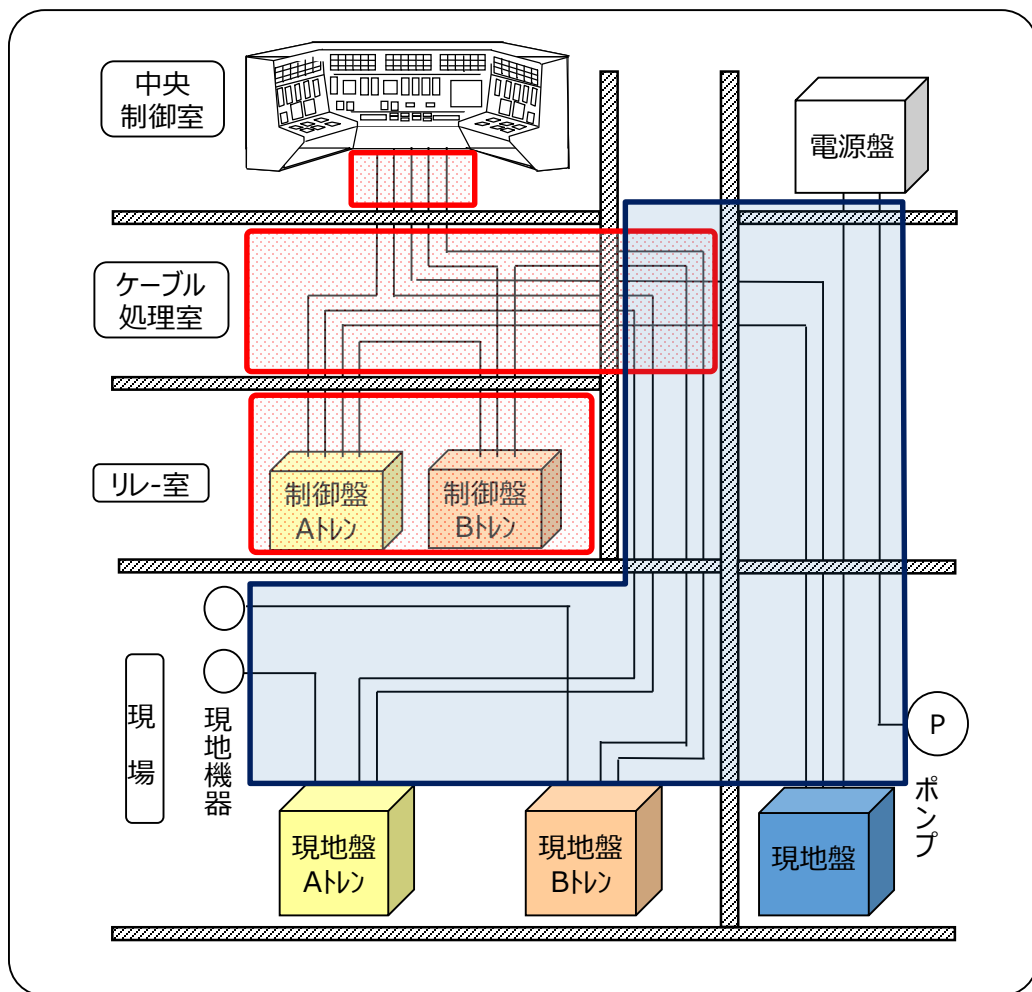 中央
制御室
電源盤
ケーブル
処理室
リレー室
制御盤
Aトレン
制御盤
Bトレン
現場
現地機器
P
ポンプ
現地盤
Aトレン
現地盤
Bトレン
現地盤